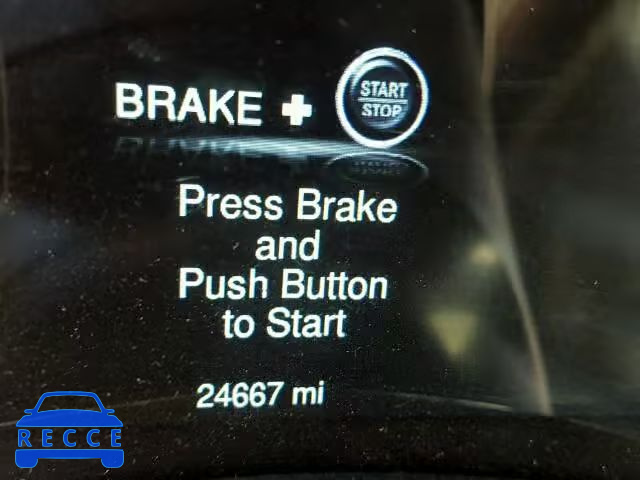 BRAKE + START
STOP
Press Brake
and
Push Button
to Start
24667 mi
RECCE